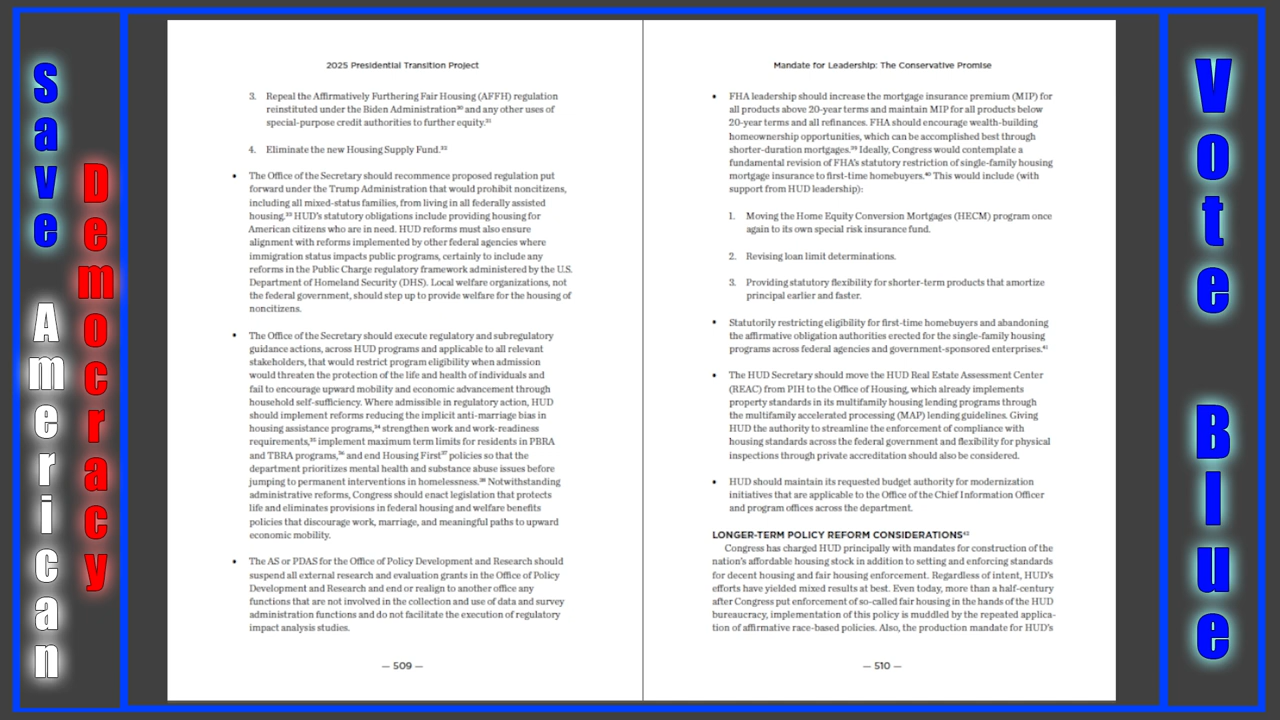 Save
American
Democracy
2025 Presidential Transition Project
3. Repeal the Affirmatively Furthering Fair Housing (AFFH) regulation
reinstituted under the Biden Administration³⁰ and any other uses of
special-purpose credit authorities to further equity.³¹
4. Eliminate the new Housing Supply Fund.³²
• The Office of the Secretary should recommence proposed regulation put
forward under the Trump Administration that would prohibit noncitizens,
including all mixed-status families, from living in all federally assisted
housing.³³ HUD's statutory obligations include providing housing for
American citizens who are in need. HUD reforms must also ensure
alignment with reforms implemented by other federal agencies where
immigration status impacts public programs, certainly to include any
reforms in the Public Charge regulatory framework administered by the U.S.
Department of Homeland Security (DHS). Local welfare organizations, not
the federal government, should step up to provide welfare for the housing of
noncitizens.
• The Office of the Secretary should execute regulatory and subregulatory
guidance actions, across HUD programs and applicable to all relevant
stakeholders, that would restrict program eligibility when admission
would threaten the protection of the life and health of individuals and
fail to encourage upward mobility and economic advancement through
household self-sufficiency. Where admissible in regulatory action, HUD
should implement reforms reducing the implicit anti-marriage bias in
housing assistance programs,³⁴ strengthen work and work-readiness
requirements,³⁵ implement maximum term limits for residents in PBRA
and TBRA programs,³⁶ and end Housing First³⁷ policies so that the
department prioritizes mental health and substance abuse issues before
jumping to permanent interventions in homelessness.³⁸ Notwithstanding
administrative reforms, Congress should enact legislation that protects
life and eliminates provisions in federal housing and welfare benefits
policies that discourage work, marriage, and meaningful paths to upward
economic mobility.
• The AS or PDAS for the Office of Policy Development and Research should
suspend all external research and evaluation grants in the Office of Policy
Development and Research and end or realign to another office any
functions that are not involved in the collection and use of data and survey
administration functions and do not facilitate the execution of regulatory
impact analysis studies.
— 509 —
Mandate for Leadership: The Conservative Promise
• FHA leadership should increase the mortgage insurance premium (MIP) for
all products above 20-year terms and maintain MIP for all products below
20-year terms and all refinances. FHA should encourage wealth-building
homeownership opportunities, which can be accomplished best through
shorter-duration mortgages.³⁹ Ideally, Congress would contemplate a
fundamental revision of FHA's statutory restriction of single-family housing
mortgage insurance to first-time homebuyers.⁴⁰ This would include (with
support from HUD leadership):
1. Moving the Home Equity Conversion Mortgages (HECM) program once
again to its own special risk insurance fund.
2. Revising loan limit determinations.
3. Providing statutory flexibility for shorter-term products that amortize
principal earlier and faster.
• Statutorily restricting eligibility for first-time homebuyers and abandoning
the affirmative obligation authorities erected for the single-family housing
programs across federal agencies and government-sponsored enterprises.⁴¹
• The HUD Secretary should move the HUD Real Estate Assessment Center
(REAC) from PIH to the Office of Housing, which already implements
property standards in its multifamily housing lending programs through
the multifamily accelerated processing (MAP) lending guidelines. Giving
HUD the authority to streamline the enforcement of compliance with
housing standards across the federal government and flexibility for physical
inspections through private accreditation should also be considered.
• HUD should maintain its requested budget authority for modernization
initiatives that are applicable to the Office of the Chief Information Officer
and program offices across the department.
LONGER-TERM POLICY REFORM CONSIDERATIONS⁴²
Congress has charged HUD principally with mandates for construction of the
nation's affordable housing stock in addition to setting and enforcing standards
for decent housing and fair housing enforcement. Regardless of intent, HUD's
efforts have yielded mixed results at best. Even today, more than a half-century
after Congress put enforcement of so-called fair housing in the hands of the HUD
bureaucracy, implementation of this policy is muddled by the repeated applica-
tion of affirmative race-based policies. Also, the production mandate for HUD's
— 510 —
Vote
Blue